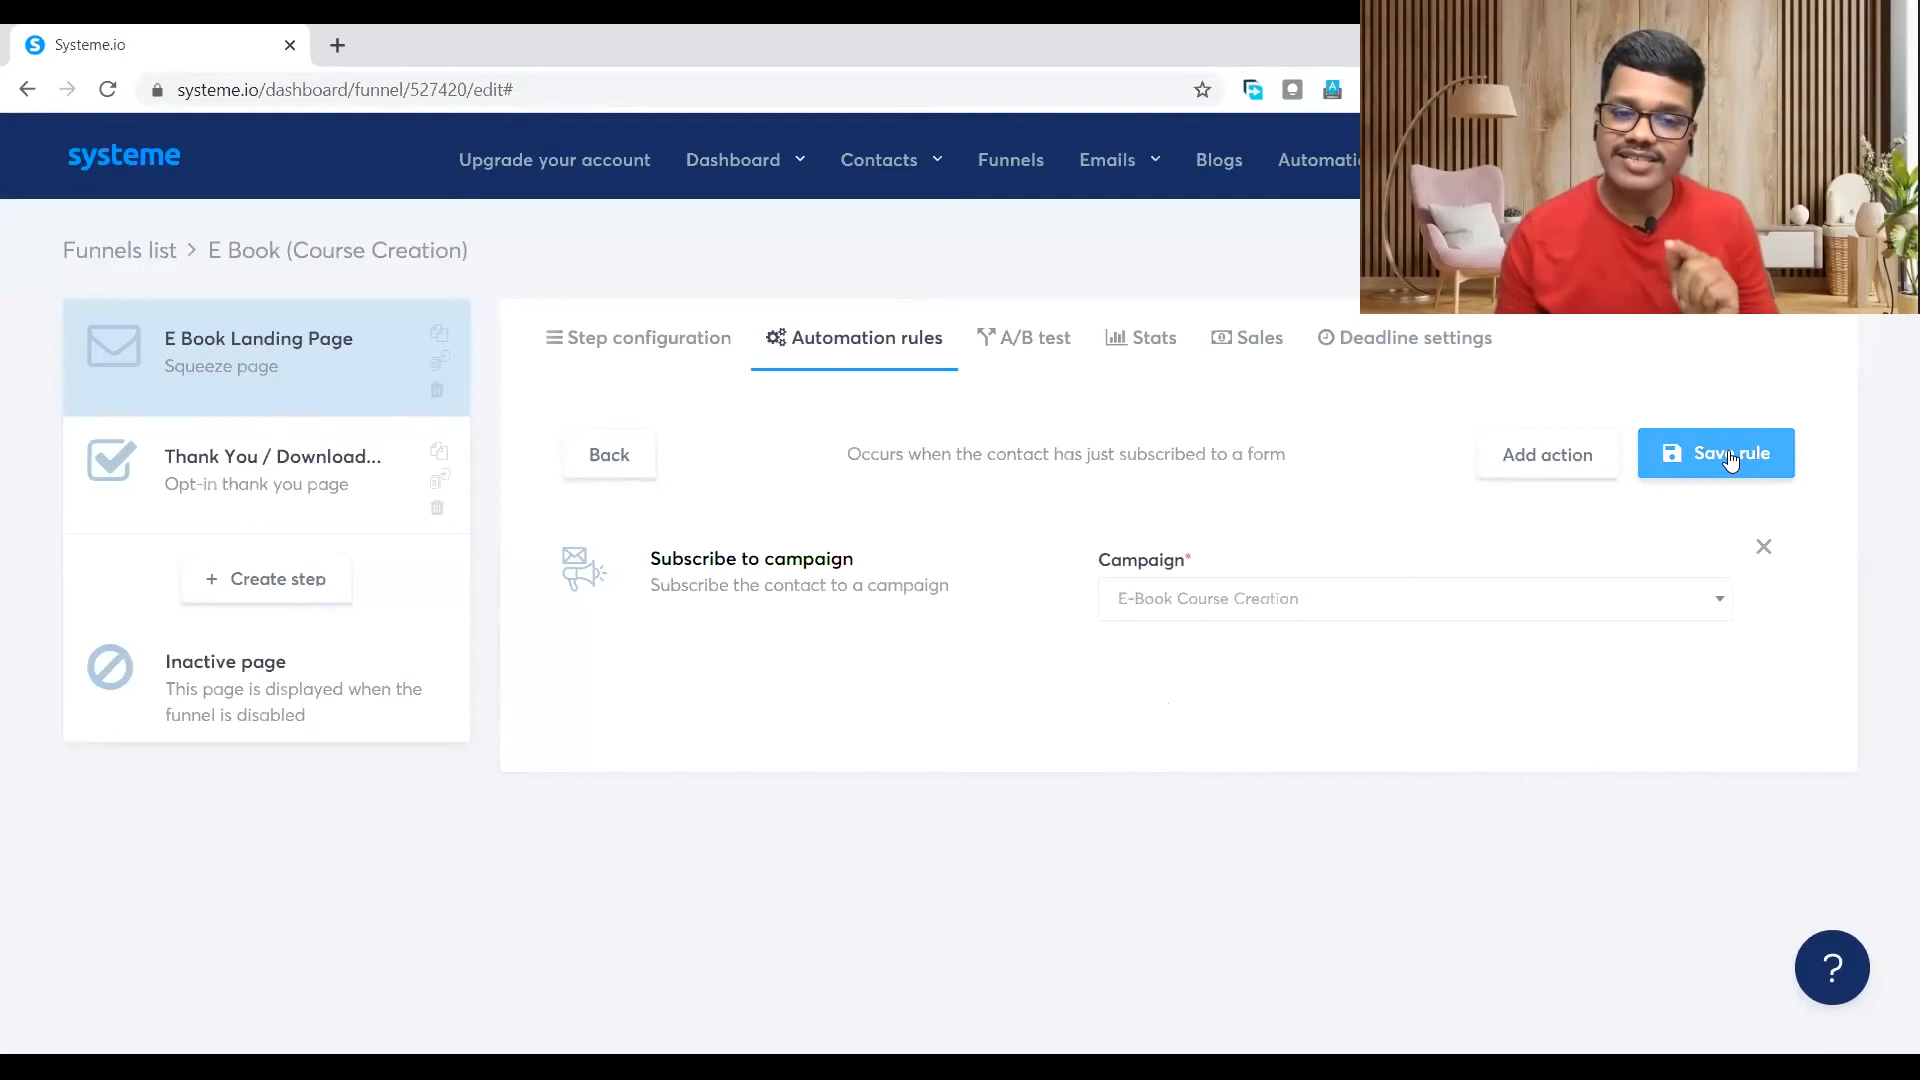 Systeme.io
systeme.io/dashboard/funnel/527420/edit#
systeme
Upgrade your account
Dashboard
Contacts
Funnels
Emails
Blogs
Automati
Funnels list > E Book (Course Creation)
E Book Landing Page
Squeeze page
Thank You / Download...
Opt-in thank you page
+ Create step
Inactive page
This page is displayed when the
funnel is disabled
Step configuration
Automation rules
A/B test
Stats
Sales
Deadline settings
Back
Occurs when the contact has just subscribed to a form
Add action
Save rule
Subscribe to campaign
Subscribe the contact to a campaign
Campaign*
E-Book Course Creation
?